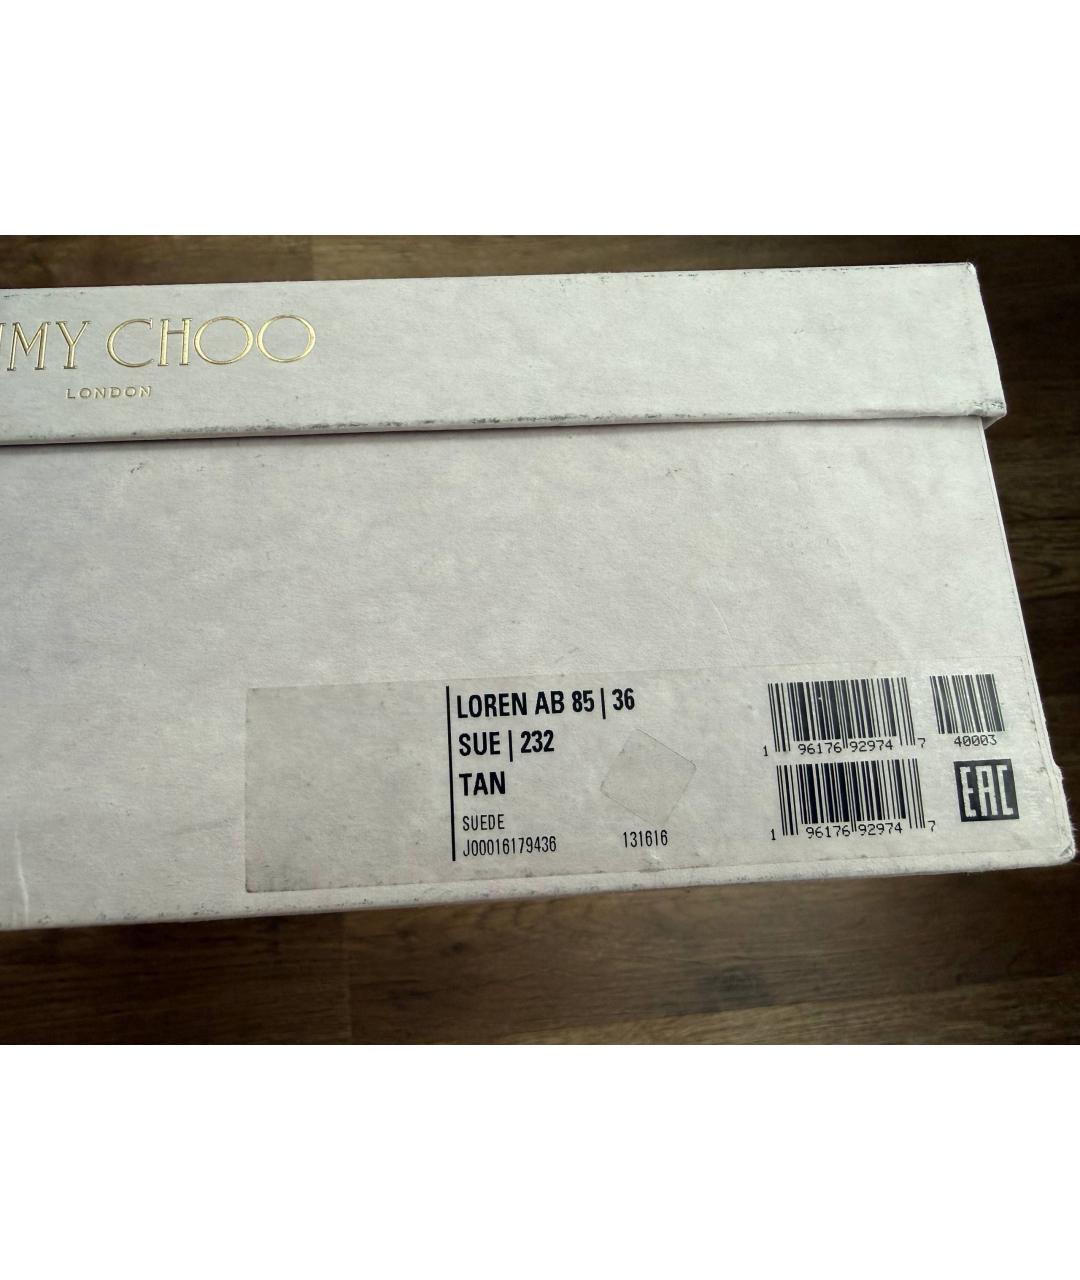 MY CHOO
LONDON
LOREN AB 85 | 36
SUE | 232
TAN
SUEDE
J00016179436
131616
1 96176 92974 7
40003
1 96176 92974 7
EAC